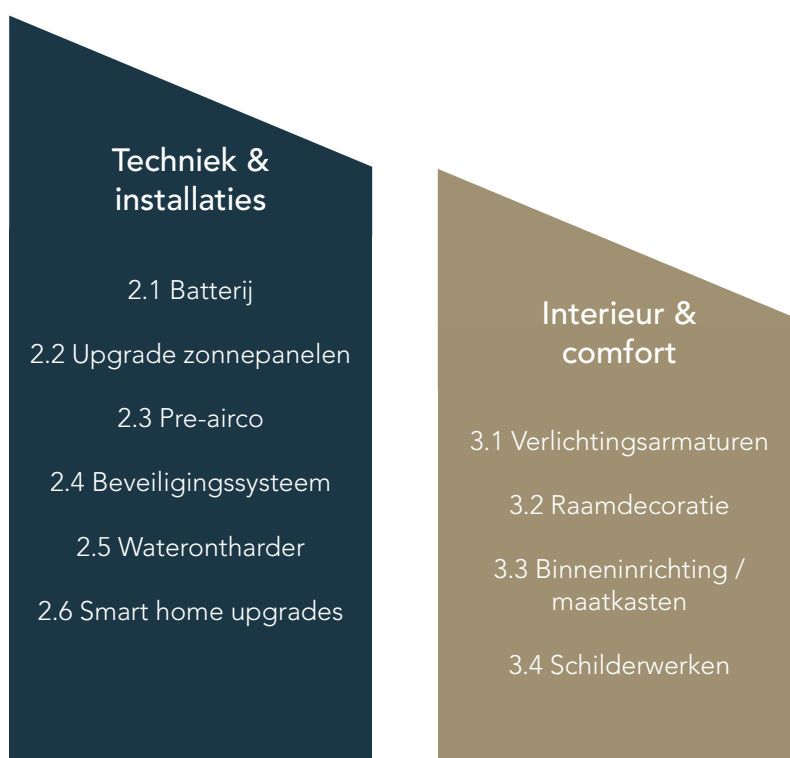 Techniek &
installaties
2.1 Batterij
2.2 Upgrade zonnepanelen
2.3 Pre-airco
2.4 Beveiligingssysteem
2.5 Waterontharder
2.6 Smart home upgrades
Interieur &
comfort
3.1 Verlichtingsarmaturen
3.2 Raamdecoratie
3.3 Binneninrichting /
maatkasten
3.4 Schilderwerken